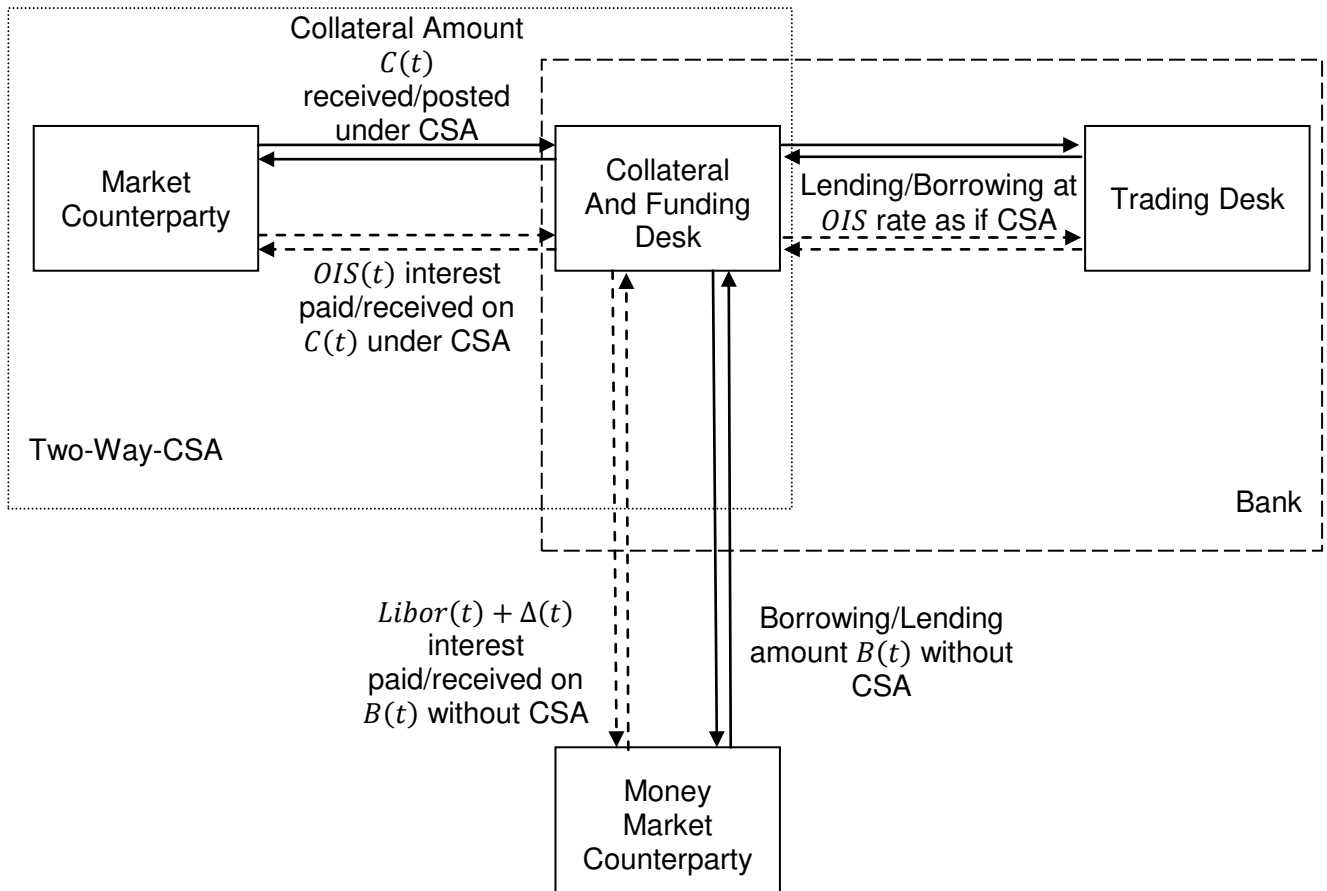 Collateral Amount
C(t)
received/posted
under CSA
Market
Counterparty
Collateral
And Funding
Desk
Lending/Borrowing at
OIS rate as if CSA
Trading Desk
OIS(t) interest
paid/received on
C(t) under CSA
Two-Way-CSA
Bank
Libor(t) + Δ(t)
interest
paid/received on
B(t) without CSA
Borrowing/Lending
amount B(t) without
CSA
Money
Market
Counterparty